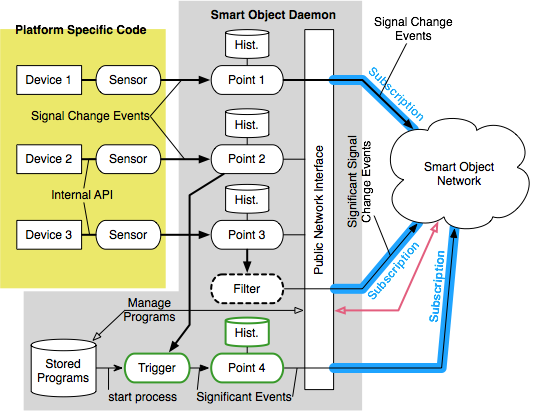 Platform Specific Code
Smart Object Daemon
Signal Change
Events
Hist.
Device 1
Sensor
Point 1
Subscription
Signal Change Events
Hist.
Device 2
Sensor
Point 2
Internal API
Public Network Interface
Significant Signal
Change Events
Smart Object
Network
Hist.
Device 3
Sensor
Point 3
Subscription
Subscription
Filter
Manage
Programs
Hist.
Stored
Programs
Trigger
Point 4
start process
Significant Events